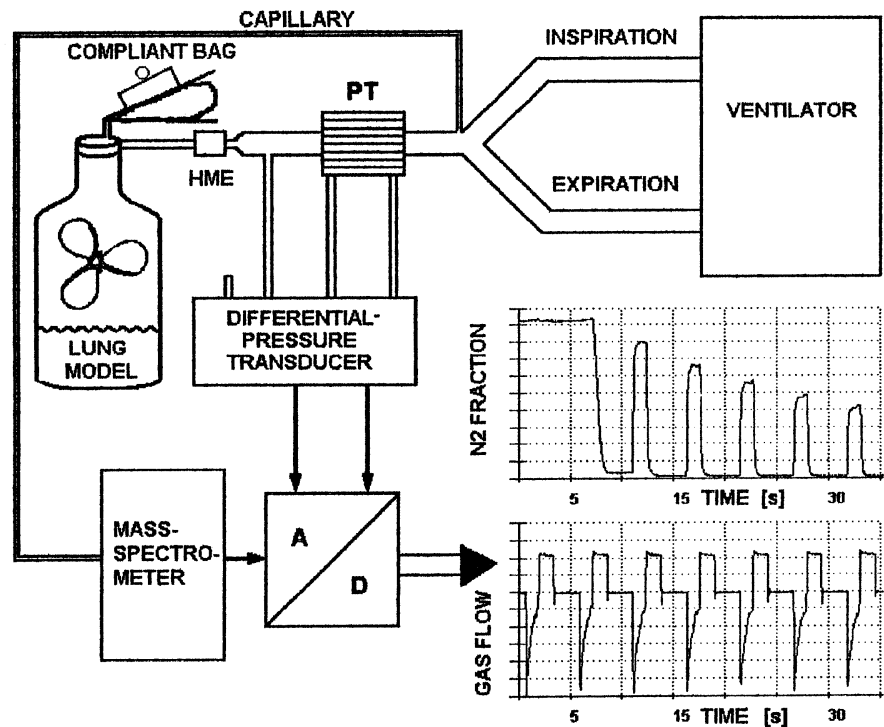 CAPILLARY
COMPLIANT BAG
INSPIRATION
PT
VENTILATOR
HME
EXPIRATION
DIFFERENTIAL-
PRESSURE
TRANSDUCER
LUNG
MODEL
N2 FRACTION
5 15 TIME [s] 30
MASS-
SPECTRO-
METER
A
D
GAS FLOW
5 15 TIME [s] 30